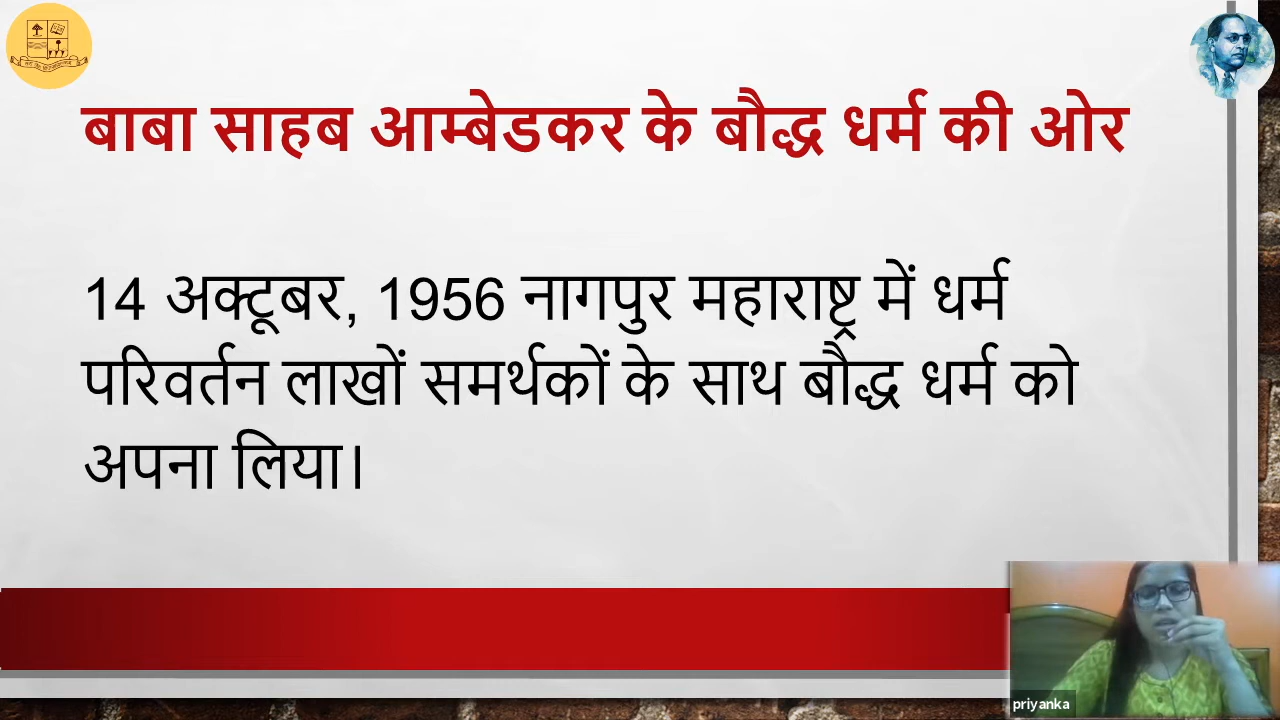 बाबा साहब आम्बेडकर के बौद्ध धर्म की ओर
14 अक्टूबर, 1956 नागपुर महाराष्ट्र में धर्म
परिवर्तन लाखों समर्थकों के साथ बौद्ध धर्म को
अपना लिया।
priyanka